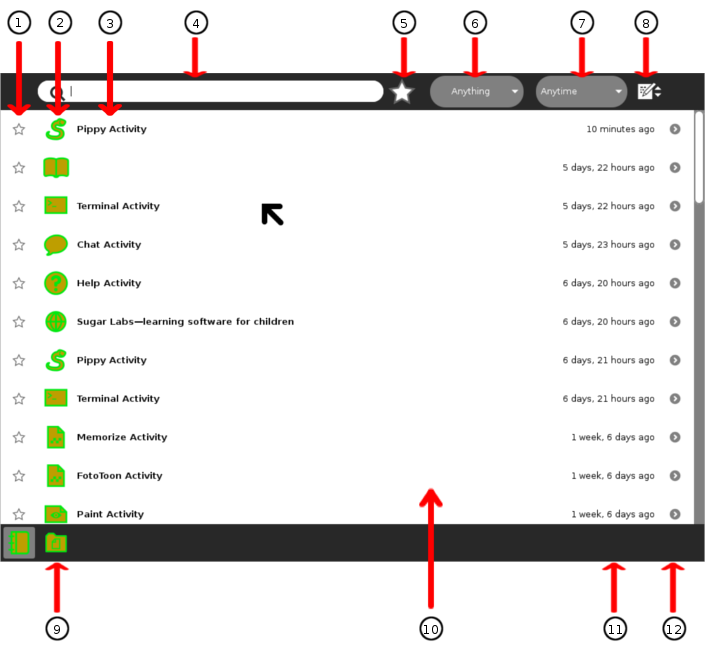 1 2 3 4 5 6 7 8
Anything Anytime
Pippy Activity 10 minutes ago
5 days, 22 hours ago
Terminal Activity 5 days, 22 hours ago
Chat Activity 5 days, 23 hours ago
Help Activity 6 days, 20 hours ago
Sugar Labs—learning software for children 6 days, 20 hours ago
Pippy Activity 6 days, 21 hours ago
Terminal Activity 6 days, 21 hours ago
Memorize Activity 1 week, 6 days ago
FotoToon Activity 1 week, 6 days ago
Paint Activity 1 week, 6 days ago
9 10 11 12